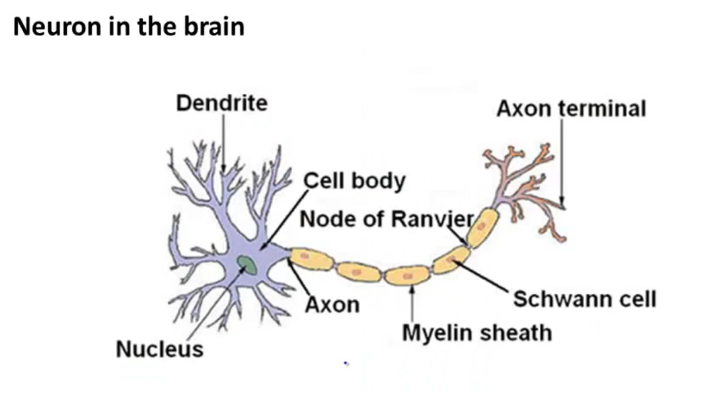 Neuron in the brain
Dendrite
Axon terminal
Cell body
Node of Ranvier
Axon
Schwann cell
Myelin sheath
Nucleus